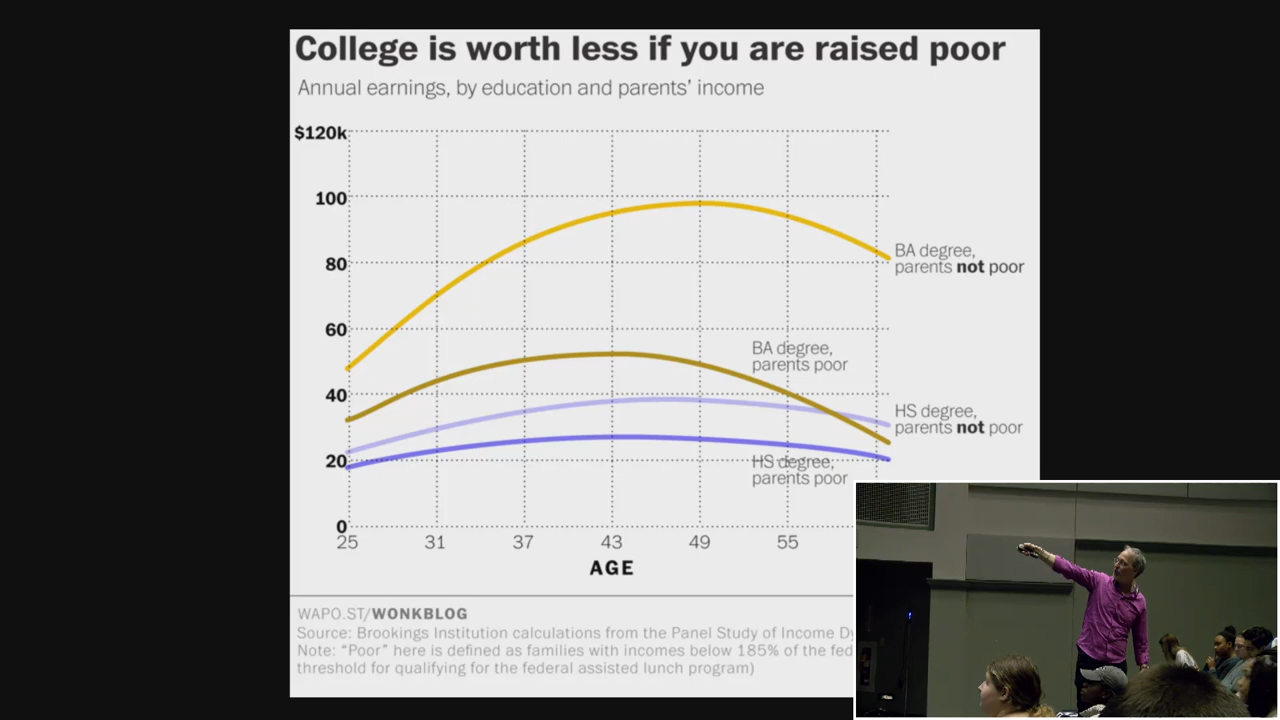 College is worth less if you are raised poor
Annual earnings, by education and parents' income
$120k
100
80
60
40
20
0
BA degree,
parents not poor
BA degree,
parents poor
HS degree,
parents not poor
HS degree,
parents poor
25 31 37 43 49 55
AGE
WAPO.ST/WONKBLOG
Source: Brookings Institution calculations from the Panel Study of Income Dy
Note: “Poor” here is defined as families with incomes below 185% of the fed
threshold for qualifying for the federal assisted lunch program)